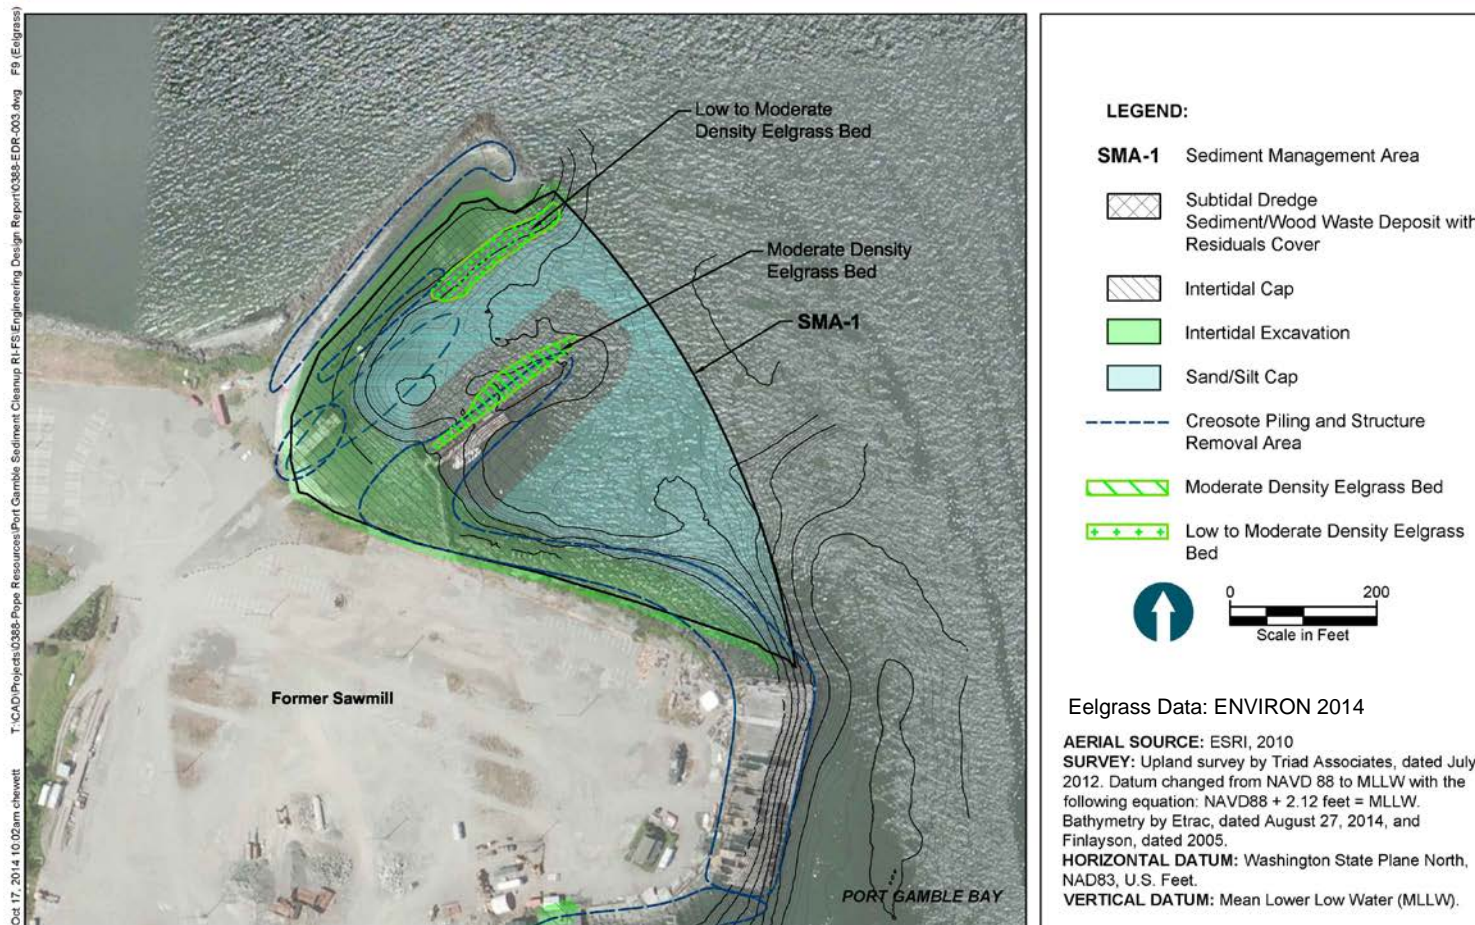 Oct 17, 2014 10:02am chewett T:\CAD\Projects\0388-Pope Resources\Port Gamble Sediment Cleanup RI-FS\Engineering Design Report\0388-EDR-003.dwg F9 (Eelgrass)
Low to Moderate
Density Eelgrass Bed
Moderate Density
Eelgrass Bed
SMA-1
Former Sawmill
PORT GAMBLE BAY
LEGEND:
SMA-1 Sediment Management Area
Subtidal Dredge
Sediment/Wood Waste Deposit with
Residuals Cover
Intertidal Cap
Intertidal Excavation
Sand/Silt Cap
Creosote Piling and Structure
Removal Area
Moderate Density Eelgrass Bed
Low to Moderate Density Eelgrass
Bed
0 200
Scale in Feet
Eelgrass Data: ENVIRON 2014
AERIAL SOURCE: ESRI, 2010
SURVEY: Upland survey by Triad Associates, dated July
2012. Datum changed from NAVD 88 to MLLW with the
following equation: NAVD88 + 2.12 feet = MLLW.
Bathymetry by Etrac, dated August 27, 2014, and
Finlayson, dated 2005.
HORIZONTAL DATUM: Washington State Plane North,
NAD83, U.S. Feet.
VERTICAL DATUM: Mean Lower Low Water (MLLW).